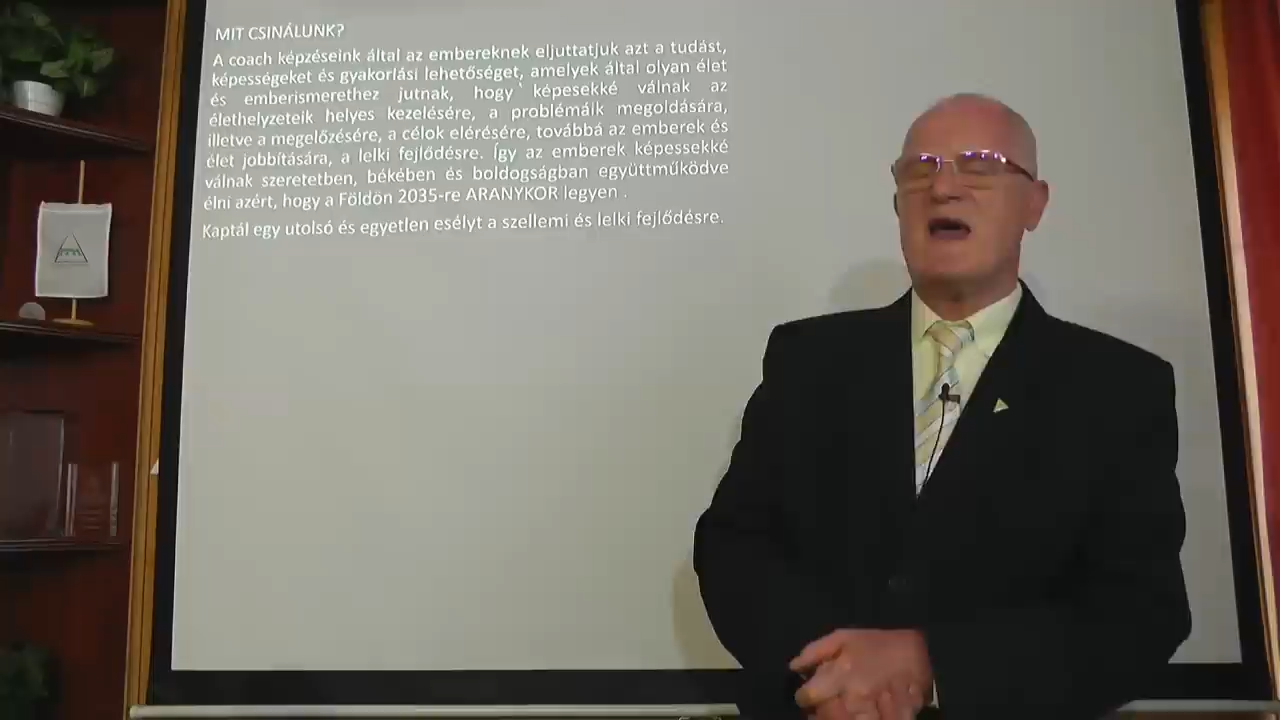 MIT CSINÁLUNK?
A coach képzéseink által az embereknek eljuttatjuk azt a tudást,
képességeket és gyakorlási lehetőséget, amelyek által olyan élet
és emberismerethez jutnak, hogy képesekké válnak az
élethelyzeteik helyes kezelésére, a problémáik megoldására,
illetve a megelőzésére, a célok elérésére, továbbá az emberek és
élet jobbítására, a lelki fejlődésre. Így az emberek képessekké
válnak szeretetben, békében és boldogságban együttműködve
élni azért, hogy a Földön 2035-re ARANYKOR legyen .
Kaptál egy utolsó és egyetlen esélyt a szellemi és lelki fejlődésre.